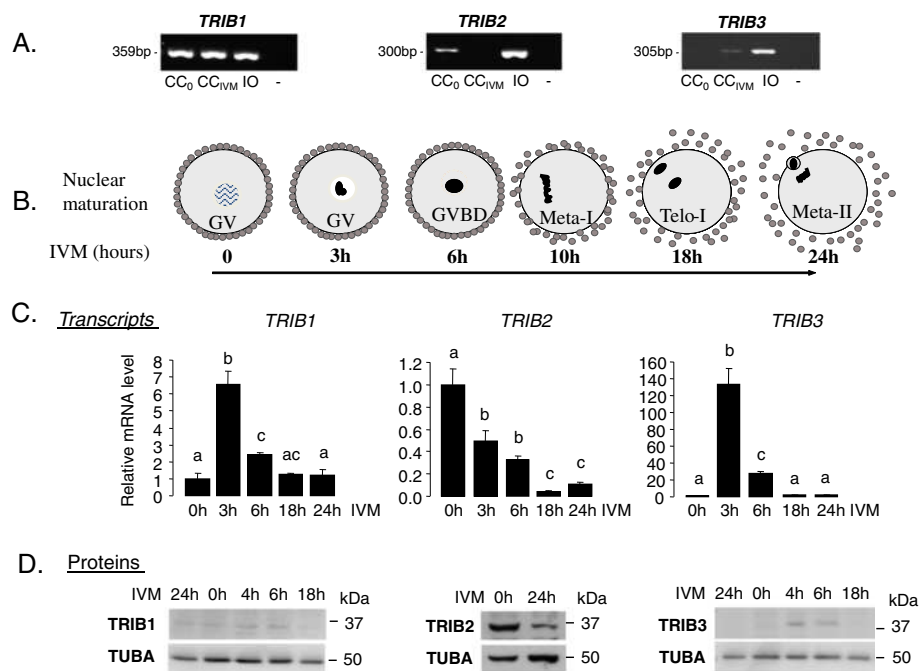 A.
TRIB1 TRIB2 TRIB3
359bp - 300bp - 305bp -
CC0 CCIVM IO - CC0 CCIVM IO - CC0 CCIVM IO -
B.
Nuclear
maturation
GV GV GVBD Meta-I Telo-I Meta-II
IVM (hours) 0 3h 6h 10h 18h 24h
C. Transcripts TRIB1 TRIB2 TRIB3
Relative mRNA level
8
7
6
5
4
3
2
1
0
a b c ac a
0h 3h 6h 18h 24h IVM
1.2
1.0
0.8
0.6
0.4
0.2
0.0
a b b c c
0h 3h 6h 18h 24h IVM
160
140
120
100
80
60
40
20
0
a b c a a
0h 3h 6h 18h 24h IVM
D. Proteins
IVM 24h 0h 4h 6h 18h kDa
TRIB1 - 37
TUBA - 50
IVM 0h 24h kDa
TRIB2 - 37
TUBA - 50
IVM 24h 0h 4h 6h 18h kDa
TRIB3 - 37
TUBA - 50